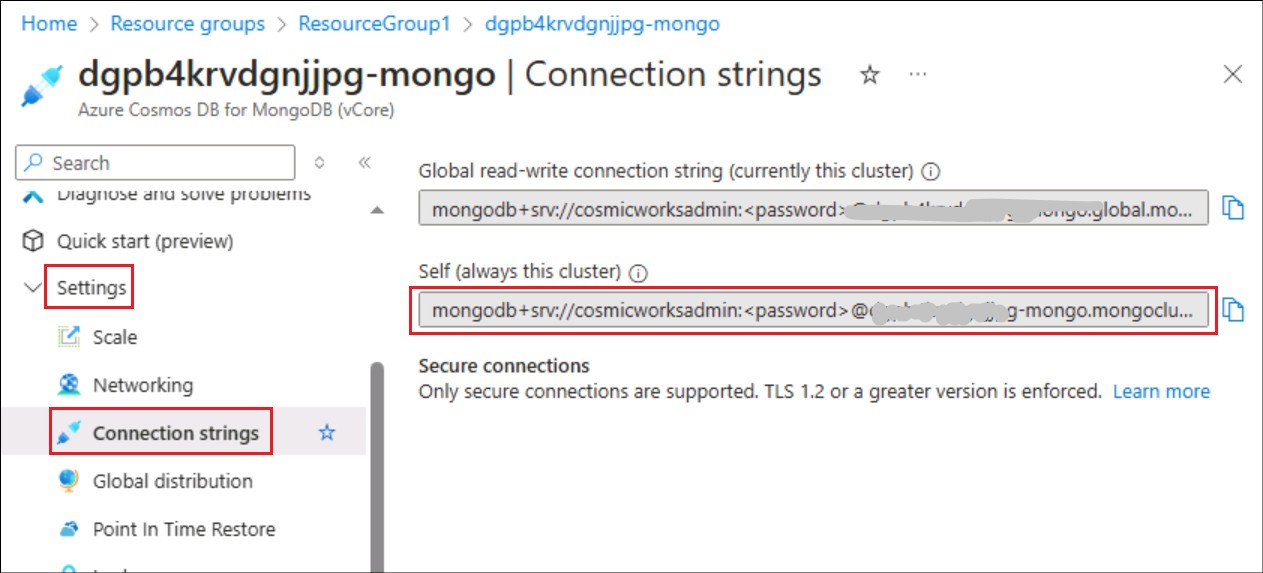 Home > Resource groups > ResourceGroup1 > dgpb4krvdgnjjpg-mongo
dgpb4krvdgnjjpg-mongo | Connection strings
Azure Cosmos DB for MongoDB (vCore)
Search
Diagnose and solve problems
Quick start (preview)
Settings
Scale
Networking
Connection strings
Global distribution
Point In Time Restore
Global read-write connection string (currently this cluster)
mongodb+srv://cosmicworksadmin:<password> mongo.global.mo...
Self (always this cluster)
mongodb+srv://cosmicworksadmin:<password>@ g-mongo.mongoclu...
Secure connections
Only secure connections are supported. TLS 1.2 or a greater version is enforced. Learn more